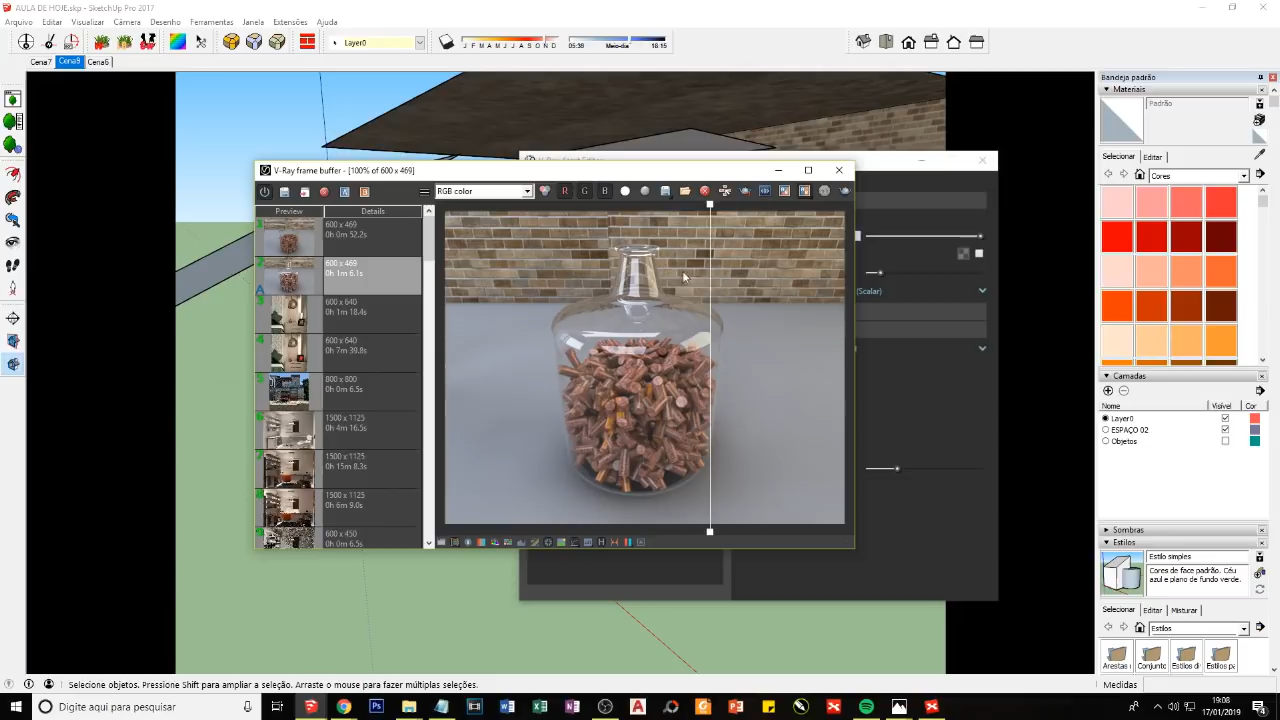 AULA DE HOJE.skp - SketchUp Pro 2017
Arquivo Editar Visualizar Câmera Desenho Ferramentas Janela Extensões Ajuda
Layer0
J F M A M J J A S O N D
05:38 Meio-dia 18:15
Cena7 Cena9 Cena6
Bandeja padrão
Materiais
Padrão
Selecionar Editar
Cores
V-Ray frame buffer - [100% of 600 x 469]
RGB color
R G B
Preview Details
600 x 469
0h 0m 52.2s
600 x 469
0h 1m 6.1s
600 x 640
0h 1m 18.4s
600 x 640
0h 7m 39.8s
800 x 800
0h 0m 6.5s
1500 x 1125
0h 4m 16.5s
1500 x 1125
0h 15m 8.3s
1500 x 1125
0h 6m 9.0s
600 x 450
0h 0m 6.5s
(Scalar)
Camadas
Nome Visível Cor
Layer0
ESPAÇO 02
Objetos
Sombras
Estilos
Estilo simples
Cores de face padrão. Céu
azul e plano de fundo verde.
Selecionar Editar Misturar
Estilos
Arestas Conjunto Estilos di Estilos pa
Selecione objetos. Pressione Shift para ampliar a seleção. Arraste o mouse para fazer múltiplas seleções.
Medidas
Digite aqui para pesquisar
19:08
17/01/2019